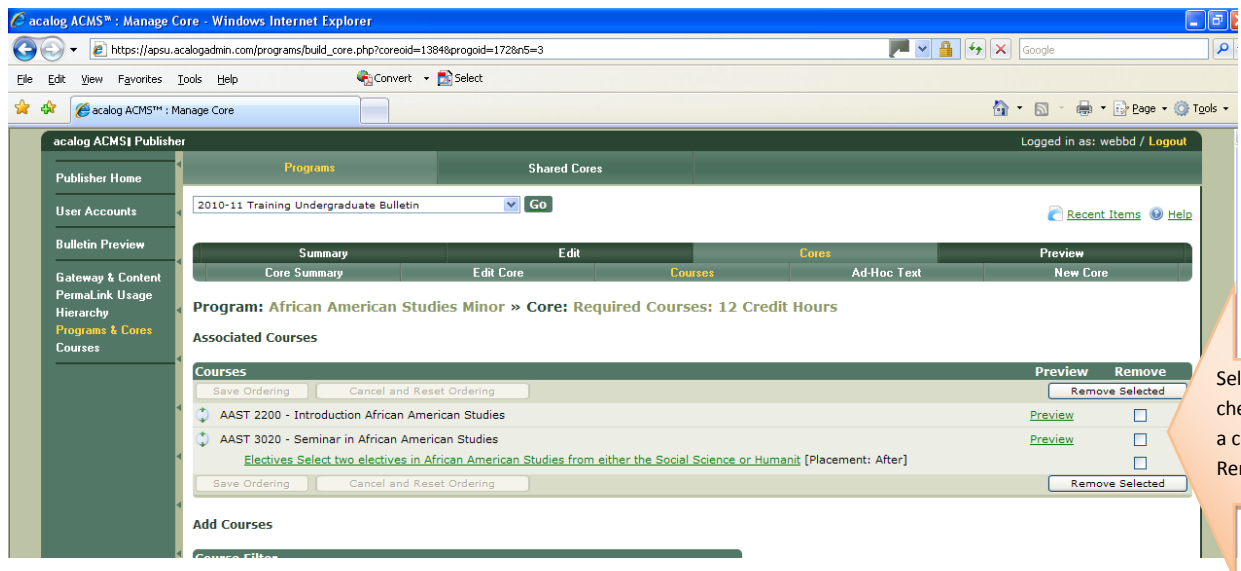 acalog ACMS™ : Manage Core - Windows Internet Explorer
https://apsu.acalogadmin.com/programs/build_core.php?coreoid=1384&progoid=172&n5=3
Google
File Edit View Favorites Tools Help Convert Select
acalog ACMS™ : Manage Core Page Tools
acalog ACMS Publisher Logged in as: webbd / Logout
Programs Shared Cores
Publisher Home
User Accounts
Bulletin Preview
Gateway & Content
PermaLink Usage
Hierarchy
Programs & Cores
Courses
2010-11 Training Undergraduate Bulletin Go
Recent Items Help
Summary Edit Cores Preview
Core Summary Edit Core Courses Ad-Hoc Text New Core
Program: African American Studies Minor » Core: Required Courses: 12 Credit Hours
Associated Courses
Courses Preview Remove
Save Ordering Cancel and Reset Ordering Remove Selected
AAST 2200 - Introduction African American Studies Preview
AAST 3020 - Seminar in African American Studies Preview
Electives Select two electives in African American Studies from either the Social Science or Humanit [Placement: After]
Save Ordering Cancel and Reset Ordering Remove Selected
Add Courses
Course Filter
Sel
che
a c
Re